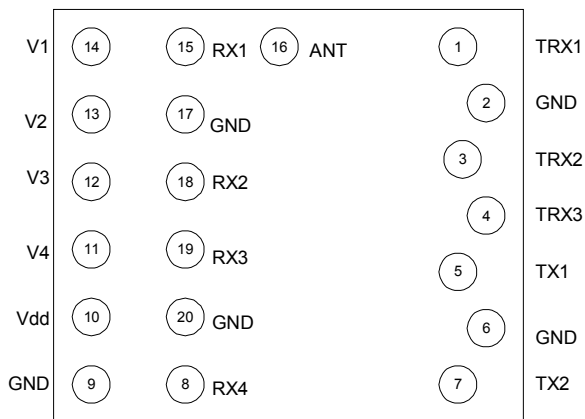 V1 14 15 RX1 16 ANT 1 TRX1
2 GND
V2 13 17 GND
3 TRX2
V3 12 18 RX2
4 TRX3
V4 11 19 RX3
5 TX1
Vdd 10 20 GND
6 GND
GND 9 8 RX4 7 TX2